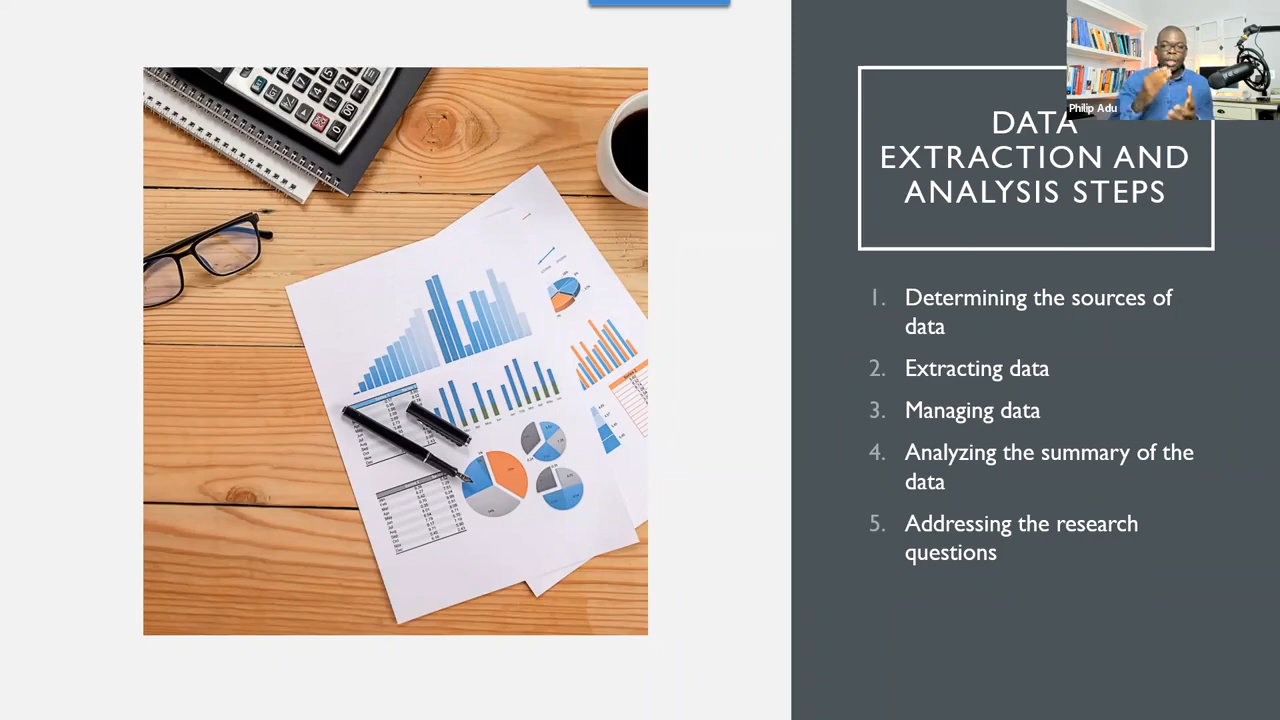 Philip Adu
DATA
EXTRACTION AND
ANALYSIS STEPS
1. Determining the sources of
data
2. Extracting data
3. Managing data
4. Analyzing the summary of the
data
5. Addressing the research
questions